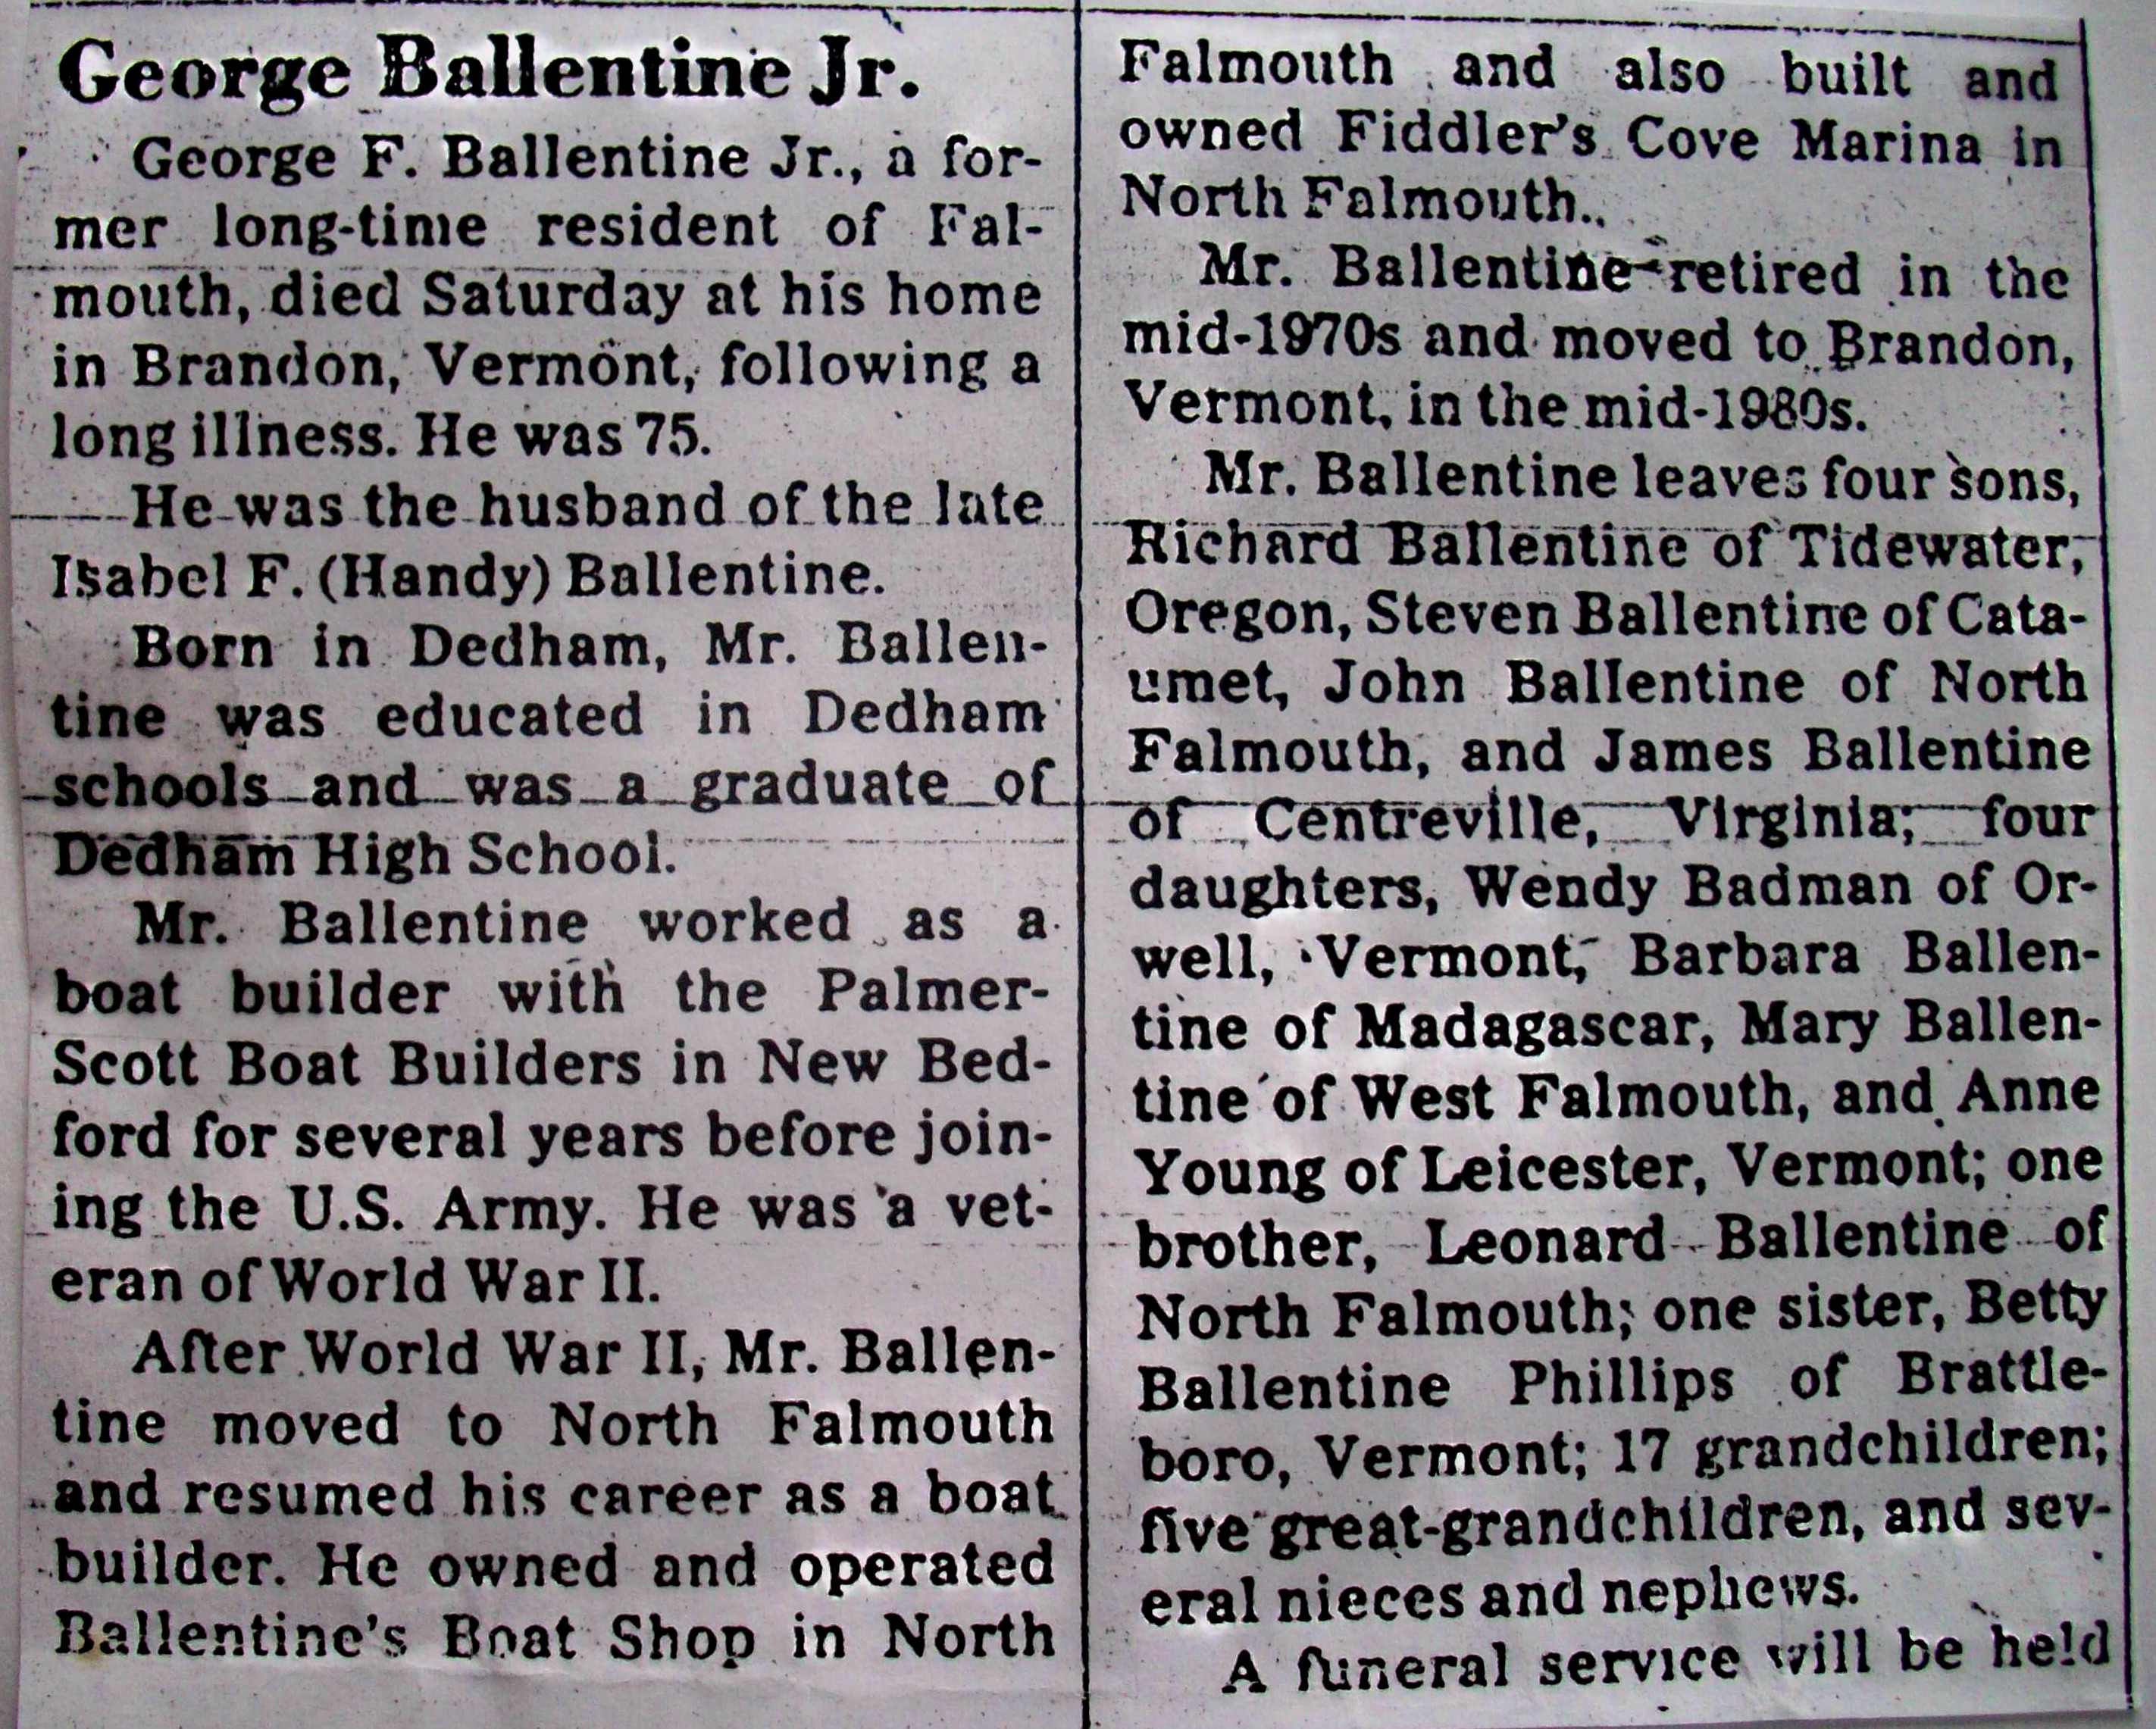 George Ballentine Jr.
George F. Ballentine Jr., a for-
mer long-time resident of Fal-
mouth, died Saturday at his home
in Brandon, Vermont, following a
long illness. He was 75.
He was the husband of the late
Isabel F. (Handy) Ballentine.
Born in Dedham, Mr. Ballen-
tine was educated in Dedham
schools and was a graduate of
Dedham High School.
Mr. Ballentine worked as a
boat builder with the Palmer-
Scott Boat Builders in New Bed-
ford for several years before join-
ing the U.S. Army. He was a vet-
eran of World War II.
After World War II, Mr. Ballen-
tine moved to North Falmouth
and resumed his career as a boat
builder. He owned and operated
Ballentine's Boat Shop in North
Falmouth and also built and
owned Fiddler's Cove Marina in
North Falmouth.
Mr. Ballentine retired in the
mid-1970s and moved to Brandon,
Vermont, in the mid-1980s.
Mr. Ballentine leaves four sons,
Richard Ballentine of Tidewater,
Oregon, Steven Ballentine of Cata-
umet, John Ballentine of North
Falmouth, and James Ballentine
of Centreville, Virginia; four
daughters, Wendy Badman of Or-
well, Vermont, Barbara Ballen-
tine of Madagascar, Mary Ballen-
tine of West Falmouth, and Anne
Young of Leicester, Vermont; one
brother, Leonard Ballentine of
North Falmouth; one sister, Betty
Ballentine Phillips of Brattle-
boro, Vermont; 17 grandchildren;
five great-grandchildren, and sev-
eral nieces and nephews.
A funeral service will be held